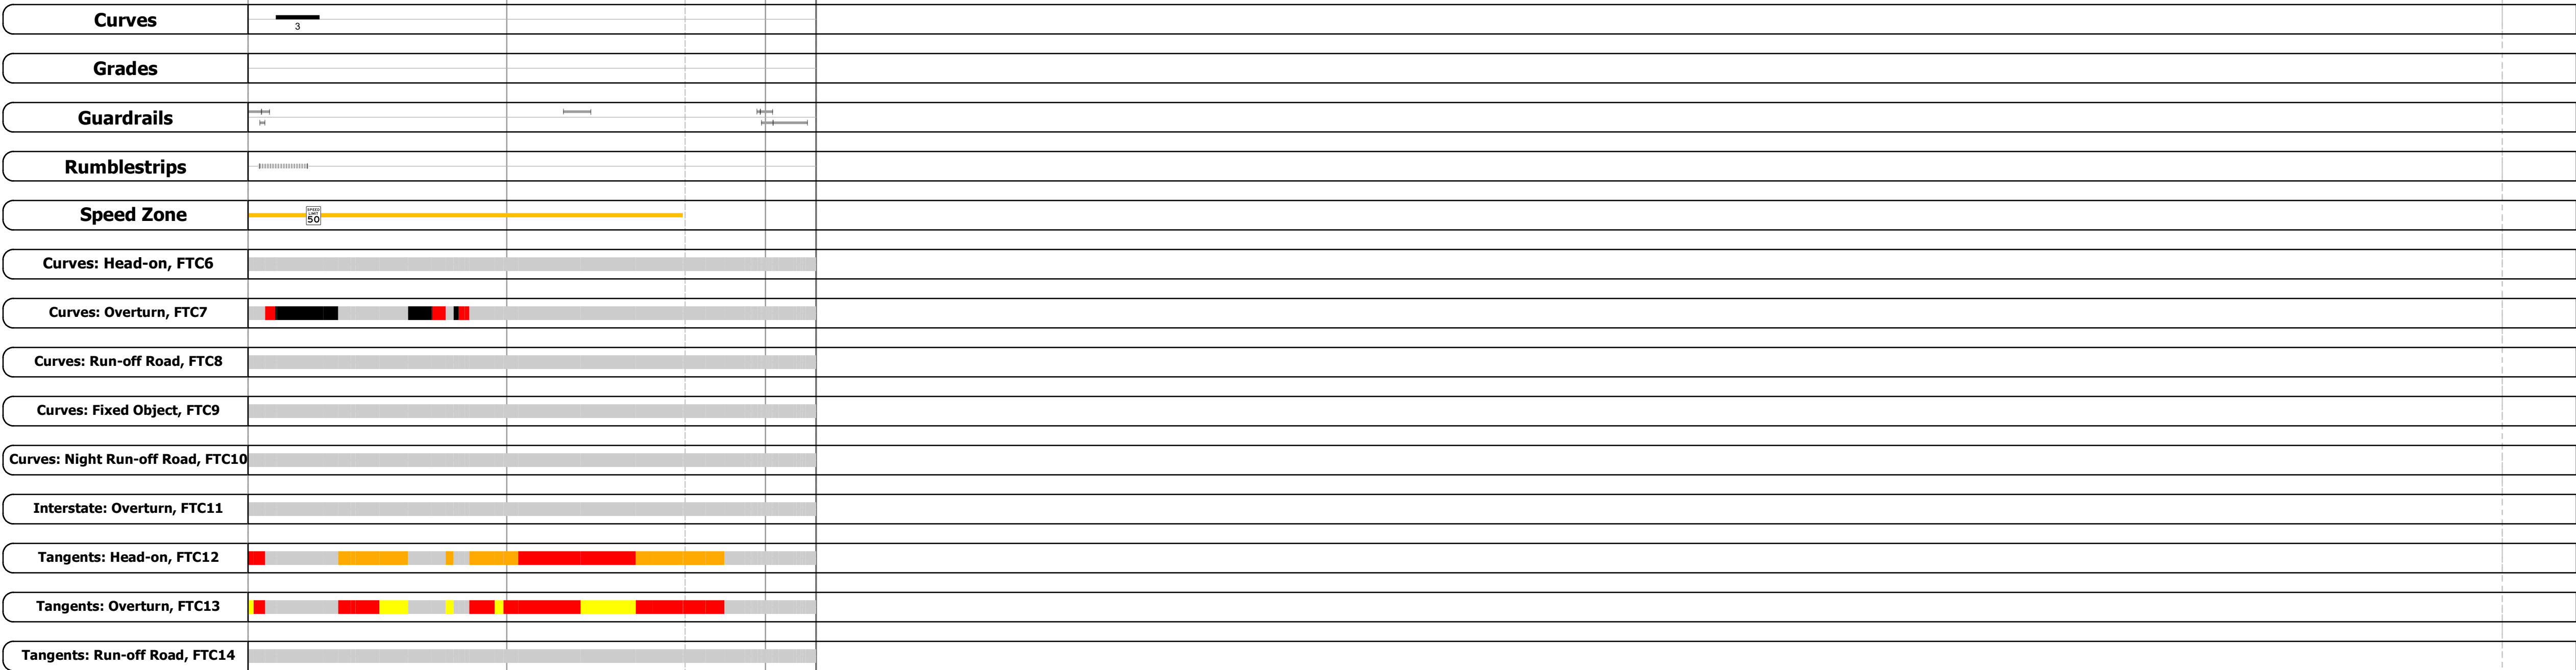 Curves
3
Grades
Guardrails
Rumblestrips
Speed Zone
SPEED
LIMIT
50
Curves: Head-on, FTC6
Curves: Overturn, FTC7
Curves: Run-off Road, FTC8
Curves: Fixed Object, FTC9
Curves: Night Run-off Road, FTC10
Interstate: Overturn, FTC11
Tangents: Head-on, FTC12
Tangents: Overturn, FTC13
Tangents: Run-off Road, FTC14